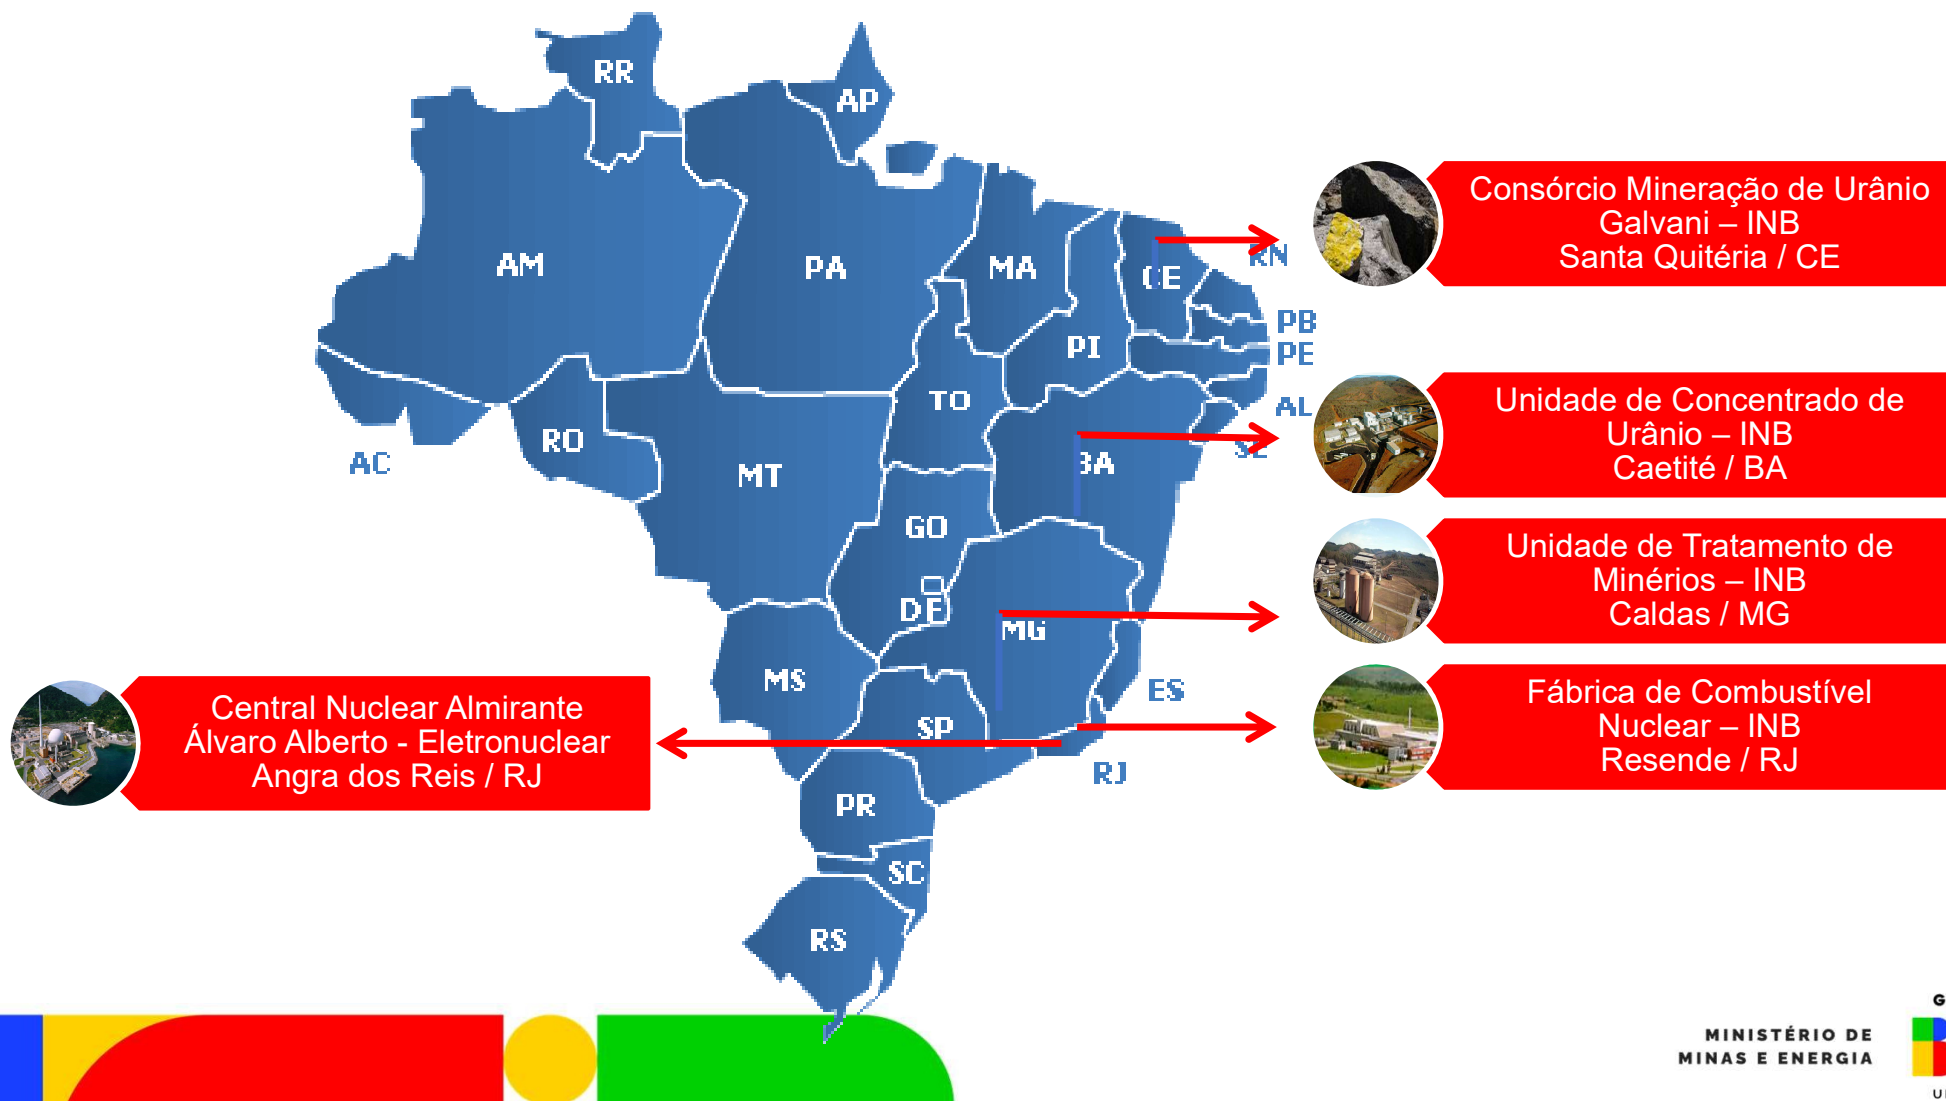 RR
AP
AM
PA
MA
CE
RN
PB
PE
PI
TO
AL
SE
AC
RO
MT
BA
GO
DF
MG
MS
ES
SP
RJ
PR
SC
RS
Consórcio Mineração de Urânio
Galvani – INB
Santa Quitéria / CE
Unidade de Concentrado de
Urânio – INB
Caetité / BA
Unidade de Tratamento de
Minérios – INB
Caldas / MG
Fábrica de Combustível
Nuclear – INB
Resende / RJ
Central Nuclear Almirante
Álvaro Alberto - Eletronuclear
Angra dos Reis / RJ
MINISTÉRIO DE
MINAS E ENERGIA